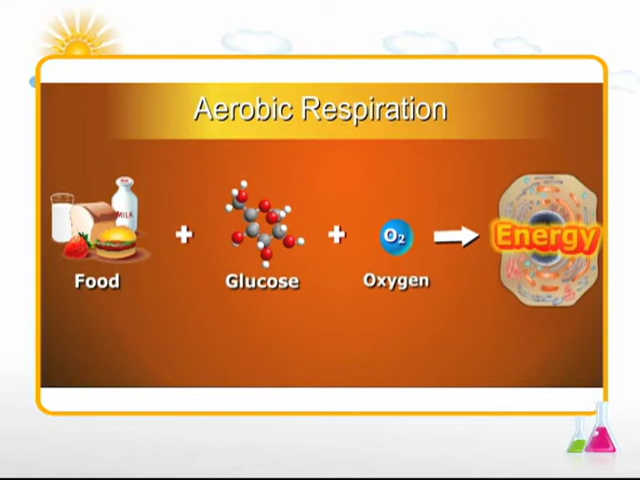 Aerobic Respiration
MILK
O2
Energy
Food
Glucose
Oxygen